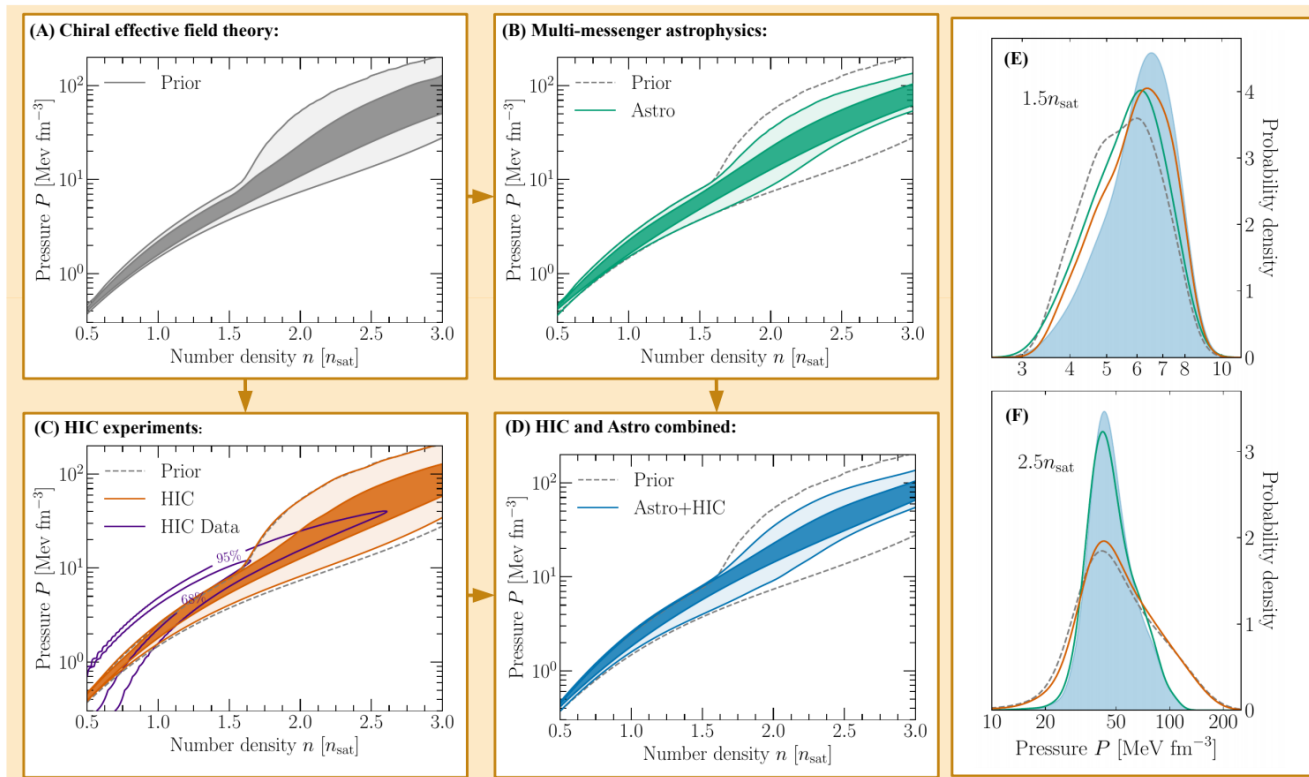 (A) Chiral effective field theory:
Prior
10²
10¹
10⁰
Pressure P [Mev fm⁻³]
0.5 1.0 1.5 2.0 2.5 3.0
Number density n [n_sat]
(B) Multi-messenger astrophysics:
Prior
Astro
10²
10¹
10⁰
Pressure P [Mev fm⁻³]
0.5 1.0 1.5 2.0 2.5 3.0
Number density n [n_sat]
(C) HIC experiments:
Prior
HIC
HIC Data
95%
68%
10²
10¹
10⁰
Pressure P [Mev fm⁻³]
0.5 1.0 1.5 2.0 2.5 3.0
Number density n [n_sat]
(D) HIC and Astro combined:
Prior
Astro+HIC
10²
10¹
10⁰
Pressure P [Mev fm⁻³]
0.5 1.0 1.5 2.0 2.5 3.0
Number density n [n_sat]
(E)
1.5n_sat
4
3
2
1
0
Probability density
3 4 5 6 7 8 10
(F)
2.5n_sat
3
2
1
0
Probability density
10 20 50 100 200
Pressure P [MeV fm⁻³]